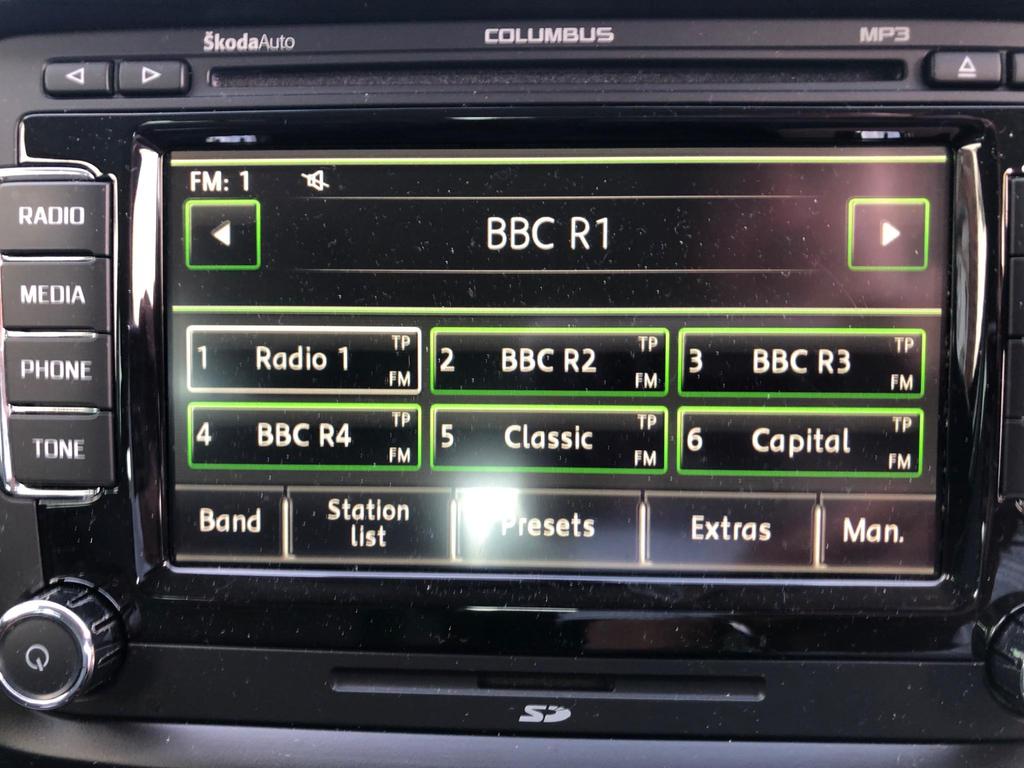 ŠkodaAuto COLUMBUS MP3
FM: 1
RADIO
BBC R1
MEDIA
1 Radio 1 TP FM
2 BBC R2 TP FM
3 BBC R3 TP FM
PHONE
4 BBC R4 TP FM
5 Classic TP FM
6 Capital TP FM
TONE
Band
Station
list
Presets
Extras
Man.
SD